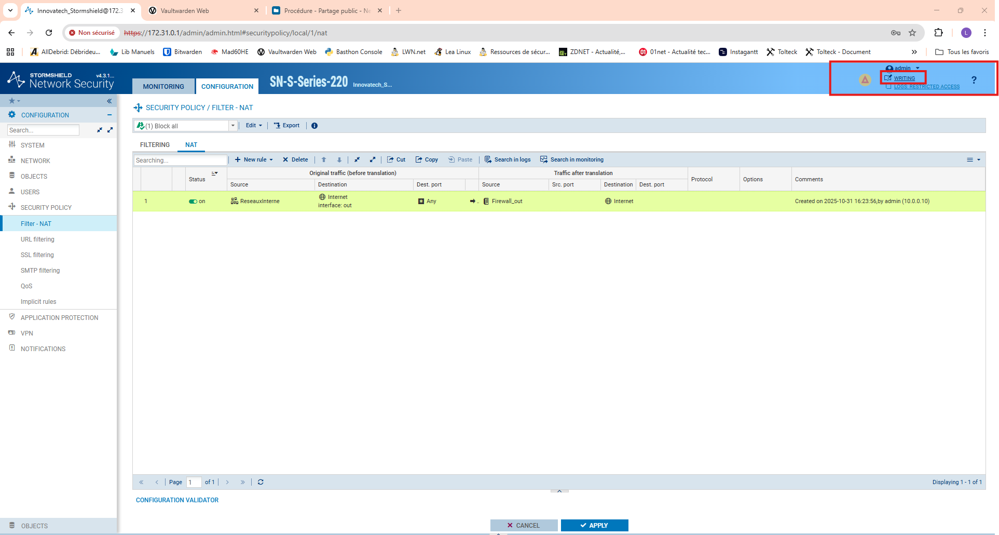 Innovatech_Stormshield@172.3
Vaultwarden Web
Procédure - Partage public - Ne
Non sécurisé
https://172.31.0.1/admin/admin.html#securitypolicy/local/1/nat
L
AllDebrid: Débrideu...
Lib Manuels
Bitwarden
Mad60HE
Vaultwarden Web
Basthon Console
LWN.net
Lea Linux
Ressources de sécur...
ZDNET - Actualité,...
01net - Actualité tec...
Instagantt
Tolteck
Tolteck - Document
Tous les favoris
STORMSHIELD
v4.3.1...
Network Security
MONITORING
CONFIGURATION
SN-S-Series-220
Innovatech_S...
admin
WRITING
LOGS: RESTRICTED ACCESS
?
CONFIGURATION
Search...
SYSTEM
NETWORK
OBJECTS
USERS
SECURITY POLICY
Filter - NAT
URL filtering
SSL filtering
SMTP filtering
QoS
Implicit rules
APPLICATION PROTECTION
VPN
NOTIFICATIONS
OBJECTS
SECURITY POLICY / FILTER - NAT
(1) Block all
Edit
Export
FILTERING
NAT
Searching...
New rule
Delete
Cut
Copy
Paste
Search in logs
Search in monitoring
Status
Original traffic (before translation)
Traffic after translation
Protocol
Options
Comments
Source
Destination
Dest. port
Source
Src. port
Destination
Dest. port
1
on
ReseauxInterne
Internet
interface: out
Any
Firewall_out
Internet
Created on 2025-10-31 16:23:56,by admin (10.0.0.10)
Page 1 of 1
Displaying 1 - 1 of 1
CONFIGURATION VALIDATOR
CANCEL
APPLY